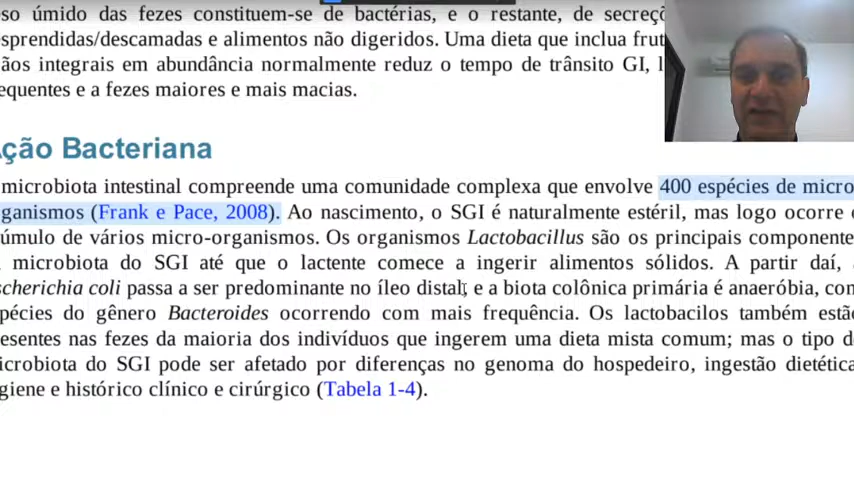 so úmido das fezes constituem-se de bactérias, e o restante, de
sprendidas/descamadas e alimentos não digeridos. Uma dieta que inclua
integrais em abundância normalmente reduz o tempo de trânsito GI,
equentes e a fezes maiores e mais macias.
ção Bacteriana
microbiota intestinal compreende uma comunidade complexa que envolve 400 espécies de micro
ganismos (Frank e Pace, 2008). Ao nascimento, o SGI é naturalmente estéril, mas logo ocorre
úmulo de vários micro-organismos. Os organismos Lactobacillus são os principais componente
microbiota do SGI até que o lactente comece a ingerir alimentos sólidos. A partir daí,
scherichia coli passa a ser predominante no íleo distal, e a biota colônica primária é anaeróbia, com
pécies do gênero Bacteroides ocorrendo com mais frequência. Os lactobacilos também estão
esentes nas fezes da maioria dos indivíduos que ingerem uma dieta mista comum; mas o tipo d
icrobiota do SGI pode ser afetado por diferenças no genoma do hospedeiro, ingestão dietética
giene e histórico clínico e cirúrgico (Tabela 1-4).